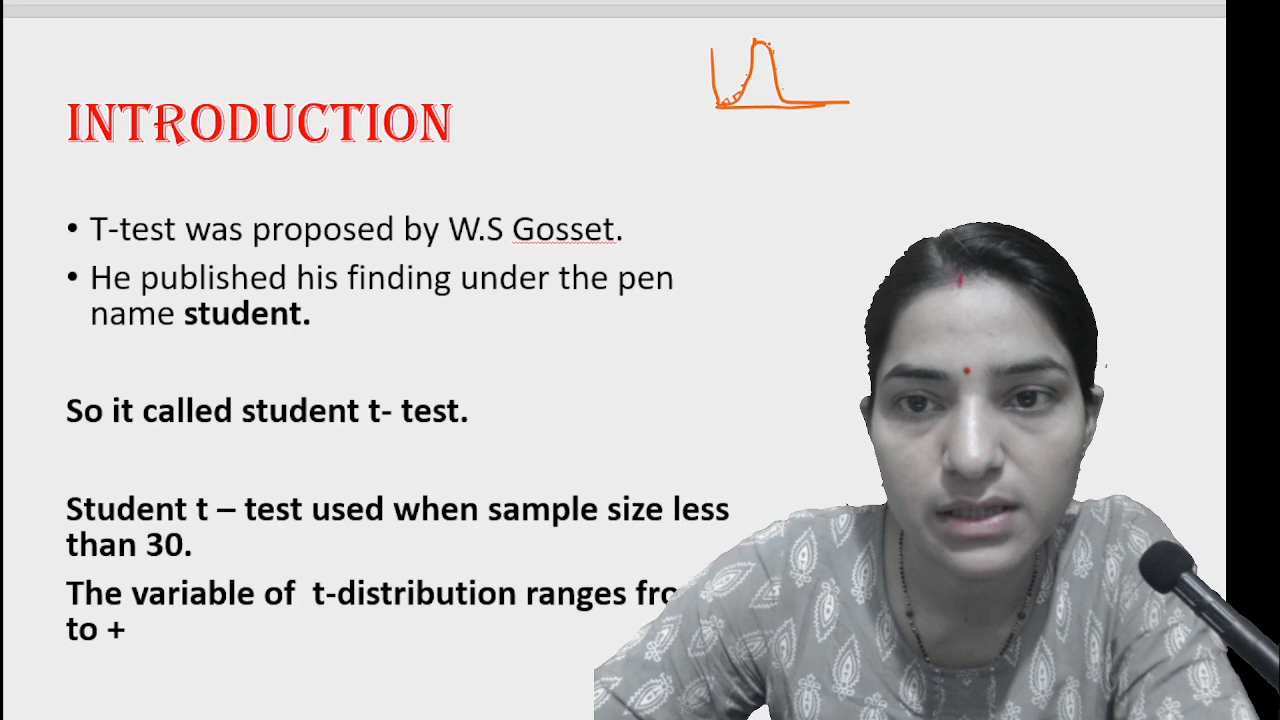 INTRODUCTION
• T-test was proposed by W.S Gosset.
• He published his finding under the pen
name student.
So it called student t- test.
Student t – test used when sample size less
than 30.
The variable of t-distribution ranges
to +